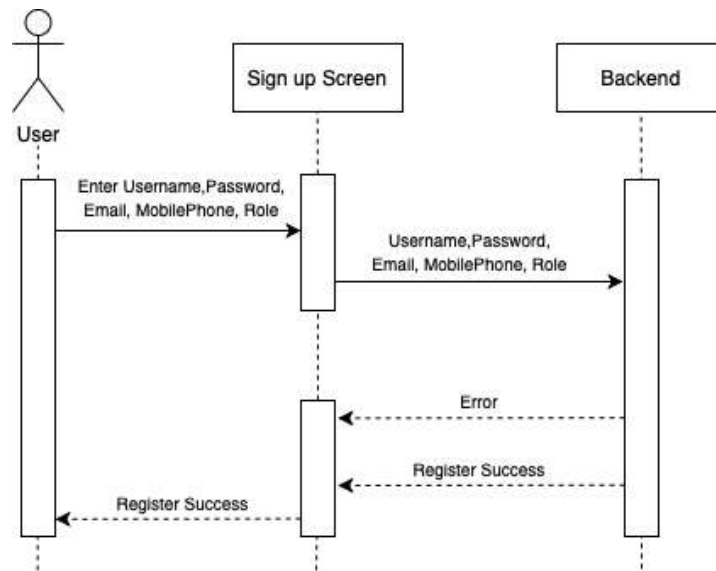 Sign up Screen
Backend
User
Enter Username,Password,
Email, MobilePhone, Role
Username,Password,
Email, MobilePhone, Role
Error
Register Success
Register Success